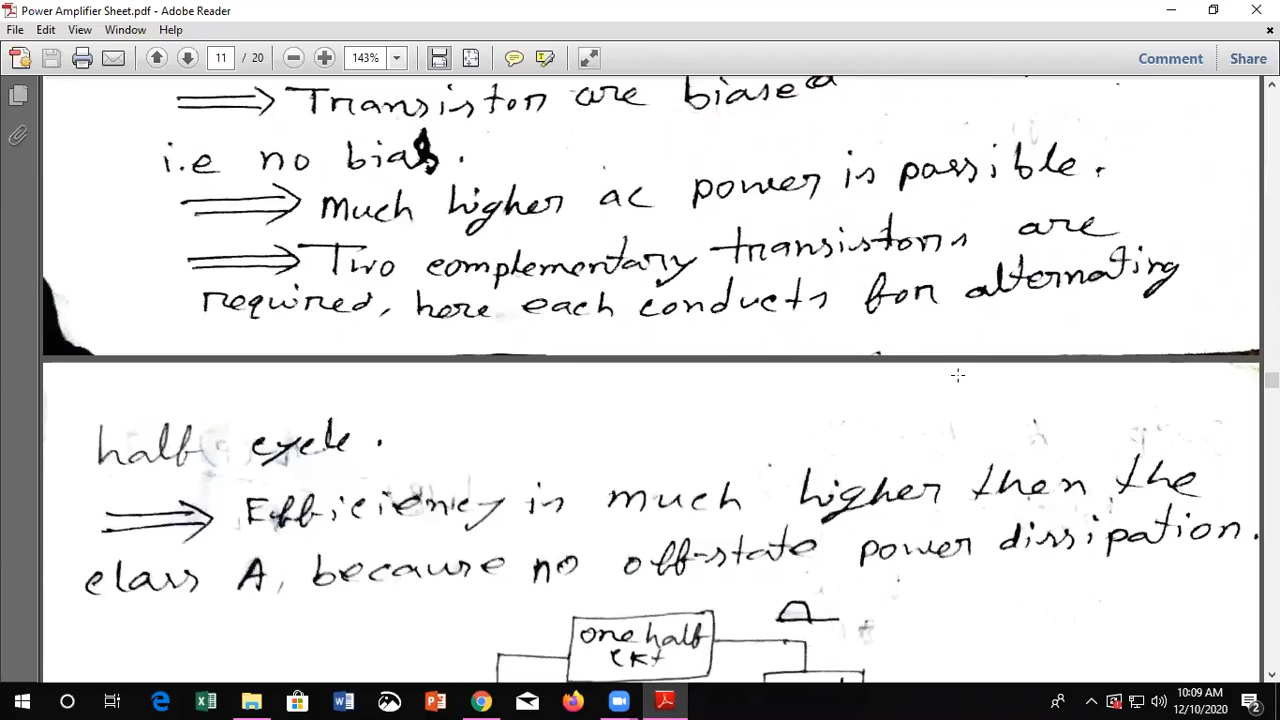 Power Amplifier Sheet.pdf - Adobe Reader
File Edit View Window Help
11 / 20 143% Comment Share
Transistor are biased
i.e no bias.
Much higher ac power is possible.
Two complementary transistors are
required, here each conducts for alternating
half cycle.
Efficiency is much higher then the
class A, because no off-state power dissipation.
one half
ckt
10:09 AM
12/10/2020
2